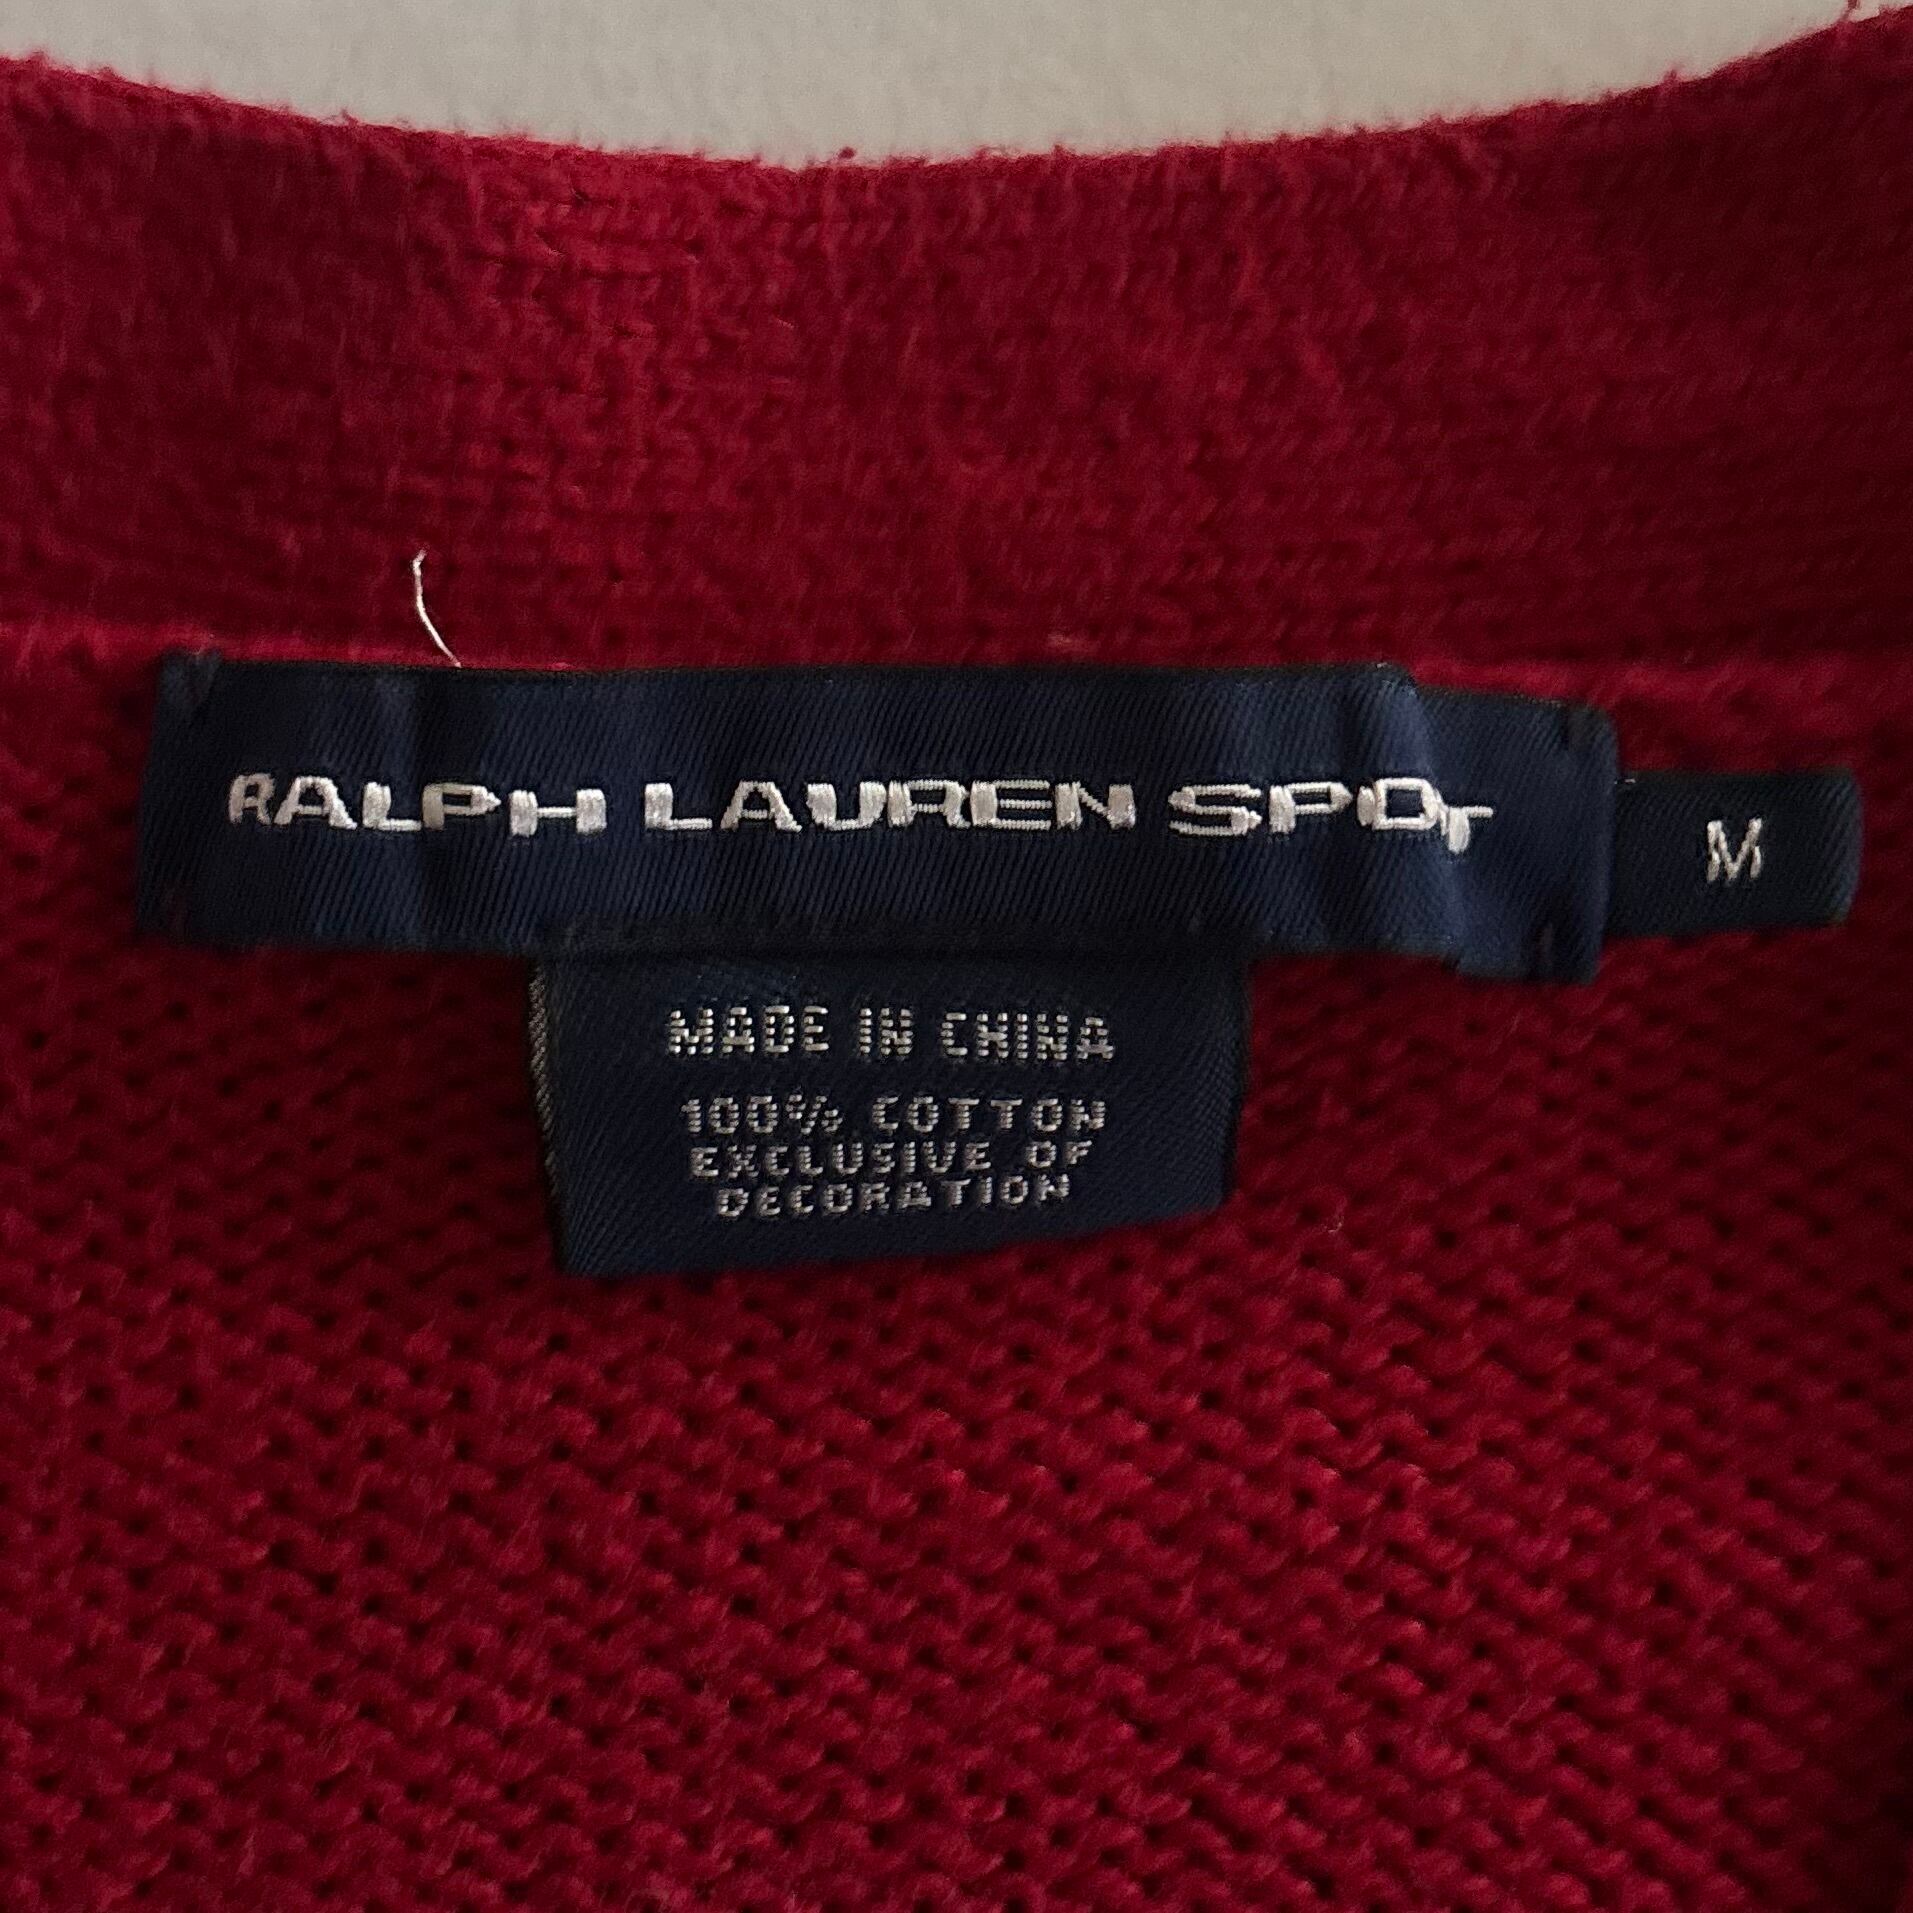 RALPH LAUREN SPORT
M
MADE IN CHINA
100% COTTON
EXCLUSIVE OF
DECORATION